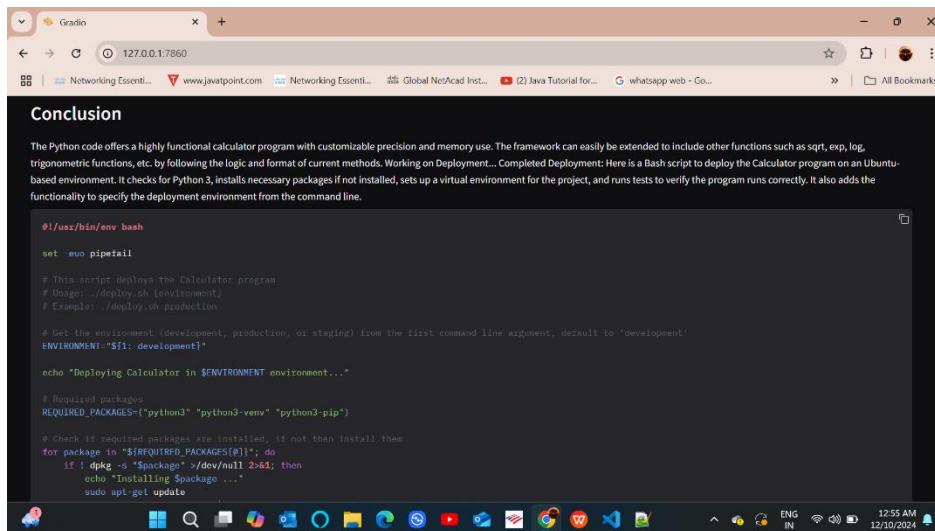 Gradio
127.0.0.1:7860
Networking Essenti...
www.javatpoint.com
Networking Essenti...
Global NetAcad Inst...
(2) Java Tutorial for...
whatsapp web - Go...
All Bookmarks
Conclusion
The Python code offers a highly functional calculator program with customizable precision and memory use. The framework can easily be extended to include other functions such as sqrt, exp, log,
trigonometric functions, etc. by following the logic and format of current methods. Working on Deployment... Completed Deployment: Here is a Bash script to deploy the Calculator program on an Ubuntu-
based environment. It checks for Python 3, installs necessary packages if not installed, sets up a virtual environment for the project, and runs tests to verify the program runs correctly. It also adds the
functionality to specify the deployment environment from the command line.
#!/usr/bin/env bash
set -euo pipefail
# This script deploys the Calculator program
# Usage: ./deploy.sh [environment]
# Example: ./deploy.sh production
# Get the environment (development, production, or staging) from the first command line argument, default to 'development'
ENVIRONMENT="${1:-development}"
echo "Deploying Calculator in $ENVIRONMENT environment..."
# Required packages
REQUIRED_PACKAGES=("python3" "python3-venv" "python3-pip")
# Check if required packages are installed, if not then install them
for package in "${REQUIRED_PACKAGES[@]}"; do
if ! dpkg -s "$package" >/dev/null 2>&1; then
echo "Installing $package ..."
sudo apt-get update
ENG
IN
12:55 AM
12/10/2024